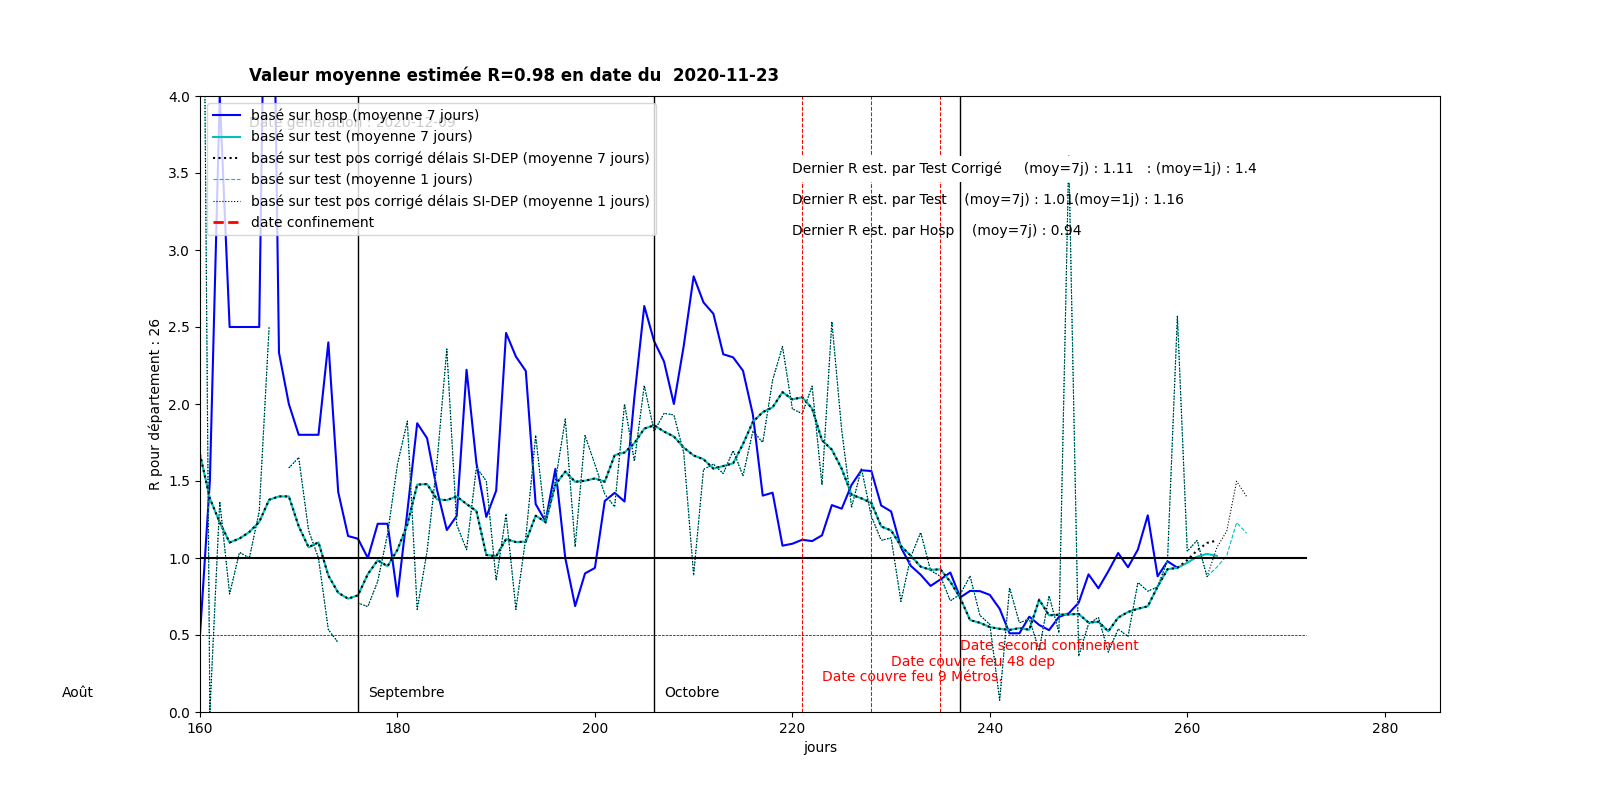 Valeur moyenne estimée R=0.98 en date du  2020-11-23
Date génération : 2020-12-09
basé sur hosp (moyenne 7 jours)
basé sur test (moyenne 7 jours)
basé sur test pos corrigé délais SI-DEP (moyenne 7 jours)
basé sur test (moyenne 1 jours)
basé sur test pos corrigé délais SI-DEP (moyenne 1 jours)
date confinement
Dernier R est. par Test Corrigé     (moy=7j) : 1.11   : (moy=1j) : 1.4
Dernier R est. par Test    (moy=7j) : 1.01(moy=1j) : 1.16
Dernier R est. par Hosp    (moy=7j) : 0.94
R pour département : 26
4.0
3.5
3.0
2.5
2.0
1.5
1.0
0.5
0.0
Date second confinement
Date couvre feu 48 dep
Date couvre feu 9 Métros
Août
Septembre
Octobre
160 180 200 220 240 260 280
jours